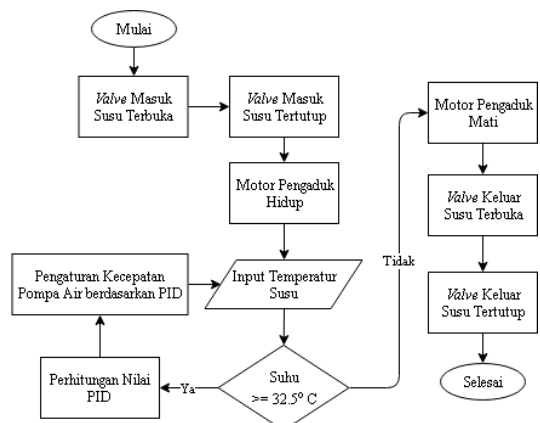 Mulai
Valve Masuk
Susu Terbuka
Valve Masuk
Susu Tertutup
Motor Pengaduk
Hidup
Input Temperatur
Susu
Suhu
>= 32.5⁰ C
Ya
Perhitungan Nilai
PID
Pengaturan Kecepatan
Pompa Air berdasarkan PID
Tidak
Motor Pengaduk
Mati
Valve Keluar
Susu Terbuka
Valve Keluar
Susu Tertutup
Selesai